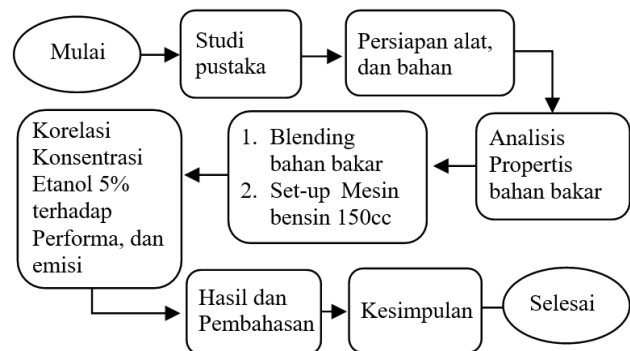 Mulai
Studi
pustaka
Persiapan alat,
dan bahan
Analisis
Propertis
bahan bakar
1. Blending
bahan bakar
2. Set-up Mesin
bensin 150cc
Korelasi
Konsentrasi
Etanol 5%
terhadap
Performa, dan
emisi
Hasil dan
Pembahasan
Kesimpulan
Selesai